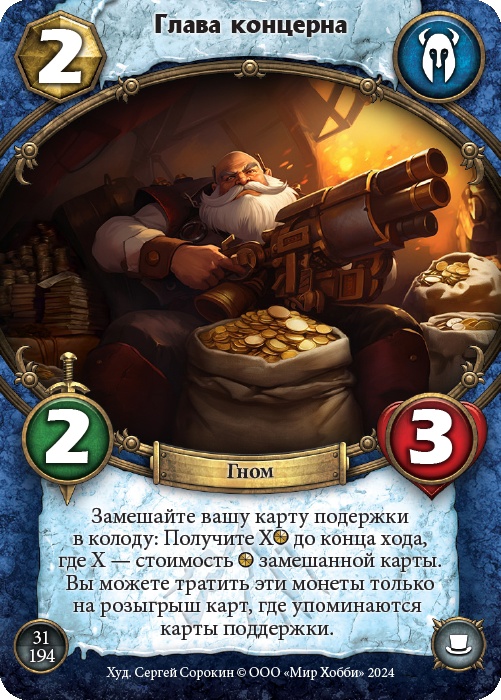 Глава концерна
2
2
3
Гном
Замешайте вашу карту подержки
в колоду: Получите X до конца хода,
где X — стоимость замешанной карты.
Вы можете тратить эти монеты только
на розыгрыш карт, где упоминаются
карты поддержки.
31
194
Худ. Сергей Сорокин © ООО «Мир Хобби» 2024